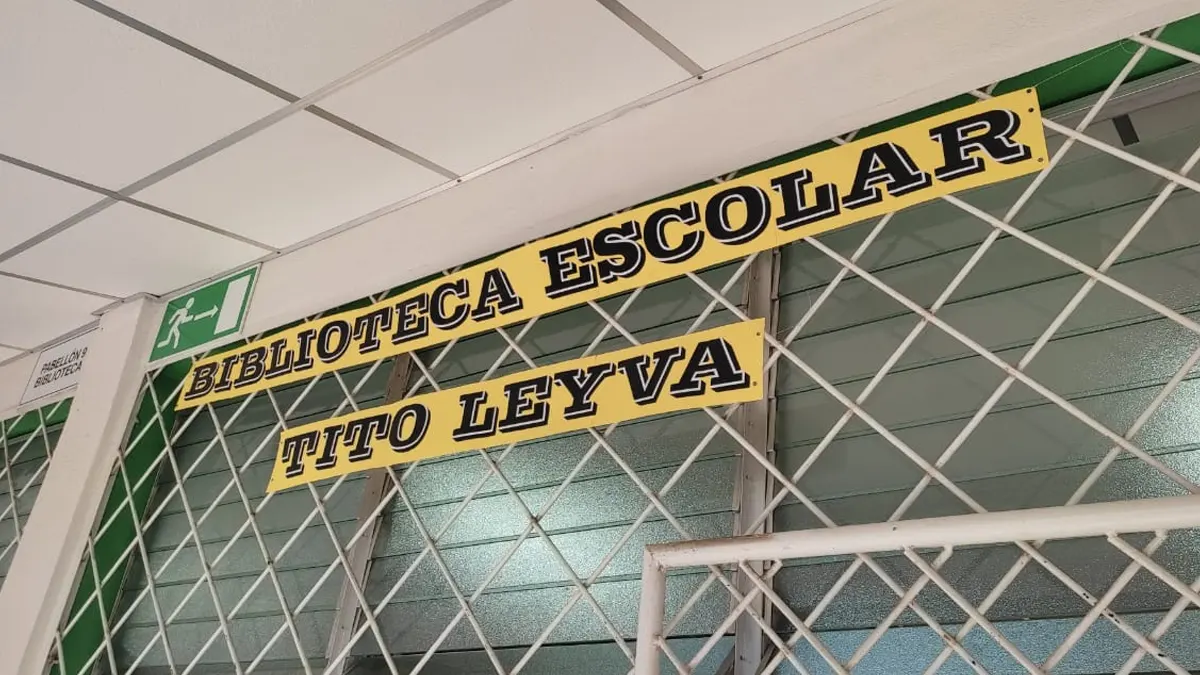 BIBLIOTECA ESCOLAR
TITO LEYVA
PABELLÓN 9
BIBLIOTECA